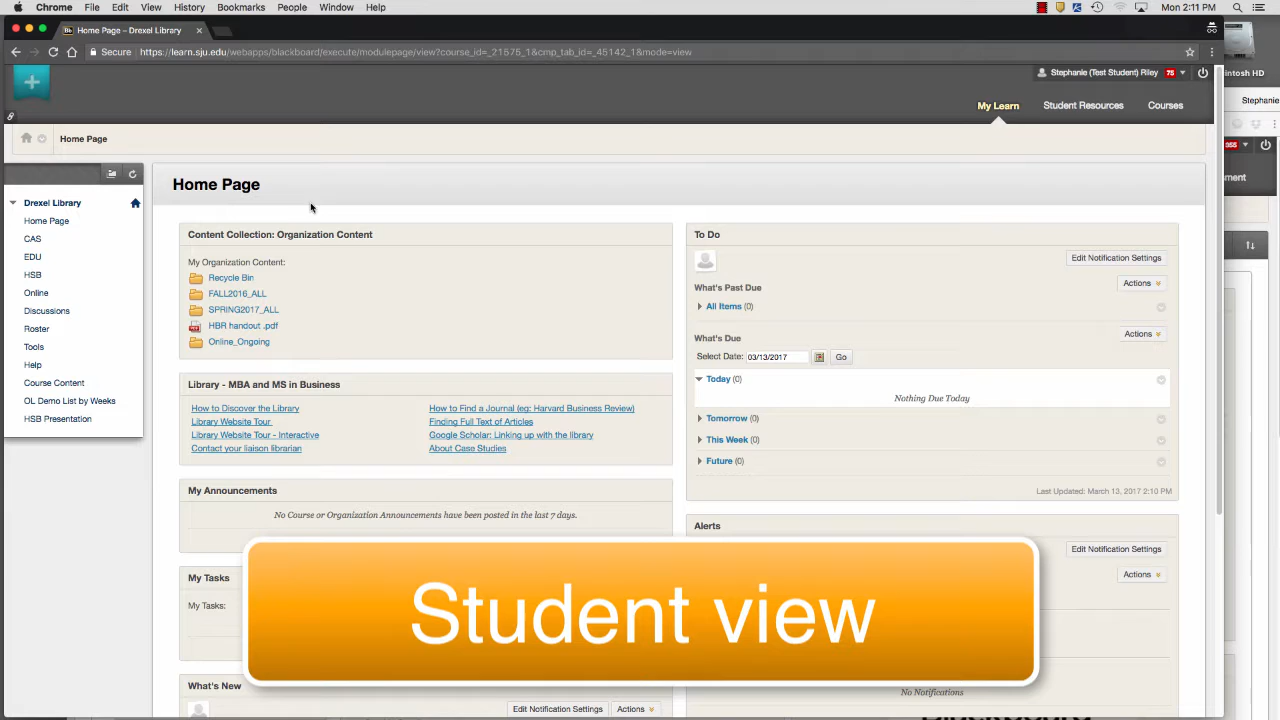 Chrome File Edit View History Bookmarks People Window Help Mon 2:11 PM
Home Page – Drexel Library
Secure https://learn.sju.edu/webapps/blackboard/execute/modulepage/view?course_id=_21575_1&cmp_tab_id=_45142_1&mode=view
intosh HD
Stephanie (Test Student) Riley 75
Stephanie
My Learn Student Resources Courses
Home Page
Drexel Library
Home Page
CAS
EDU
HSB
Online
Discussions
Roster
Tools
Help
Course Content
OL Demo List by Weeks
HSB Presentation
Home Page
Content Collection: Organization Content
My Organization Content:
Recycle Bin
FALL2016_ALL
SPRING2017_ALL
HBR handout .pdf
Online_Ongoing
Library - MBA and MS in Business
How to Discover the Library
Library Website Tour
Library Website Tour - Interactive
Contact your liaison librarian
How to Find a Journal (eg: Harvard Business Review)
Finding Full Text of Articles
Google Scholar: Linking up with the library
About Case Studies
My Announcements
No Course or Organization Announcements have been posted in the last 7 days.
My Tasks
My Tasks:
What's New
Edit Notification Settings Actions
To Do
Edit Notification Settings
Actions
What's Past Due
All Items (0)
Actions
What's Due
Select Date: 03/13/2017 Go
Today (0)
Nothing Due Today
Tomorrow (0)
This Week (0)
Future (0)
Last Updated: March 13, 2017 2:10 PM
Alerts
Edit Notification Settings
Actions
No Notifications
Student view